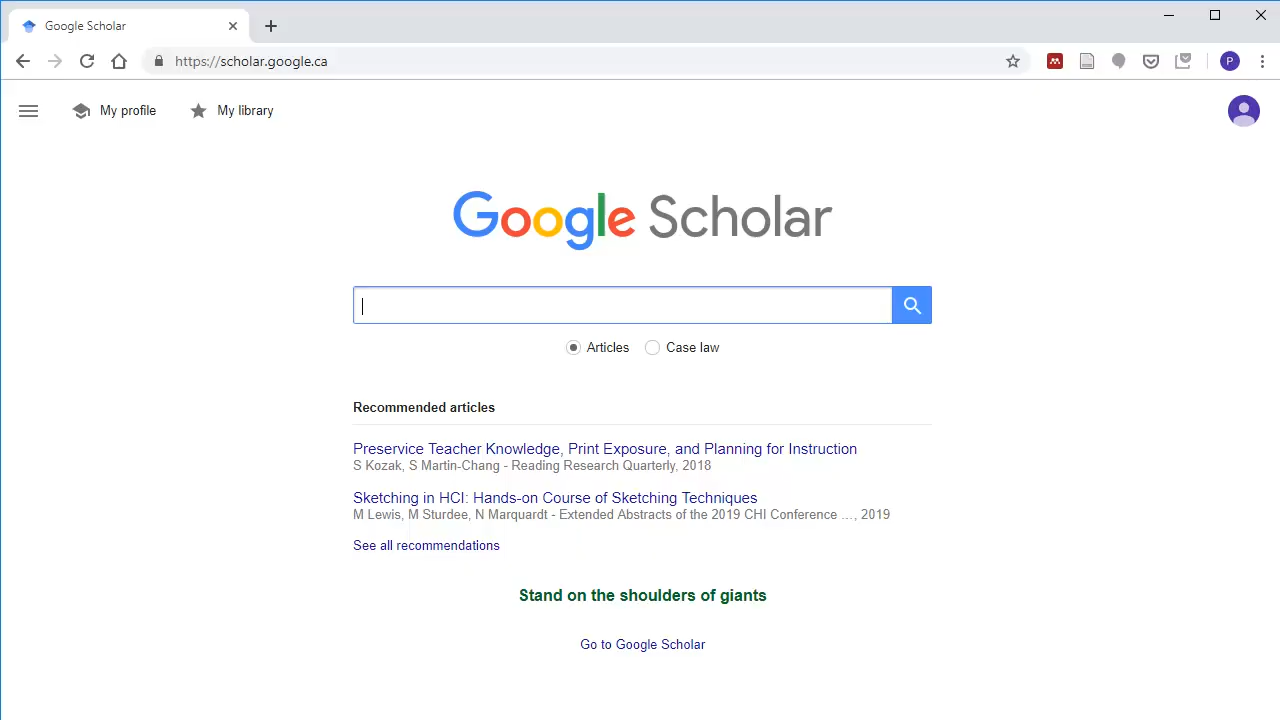 Google Scholar
https://scholar.google.ca
P
My profile
My library
Google Scholar
Articles
Case law
Recommended articles
Preservice Teacher Knowledge, Print Exposure, and Planning for Instruction
S Kozak, S Martin-Chang - Reading Research Quarterly, 2018
Sketching in HCI: Hands-on Course of Sketching Techniques
M Lewis, M Sturdee, N Marquardt - Extended Abstracts of the 2019 CHI Conference …, 2019
See all recommendations
Stand on the shoulders of giants
Go to Google Scholar